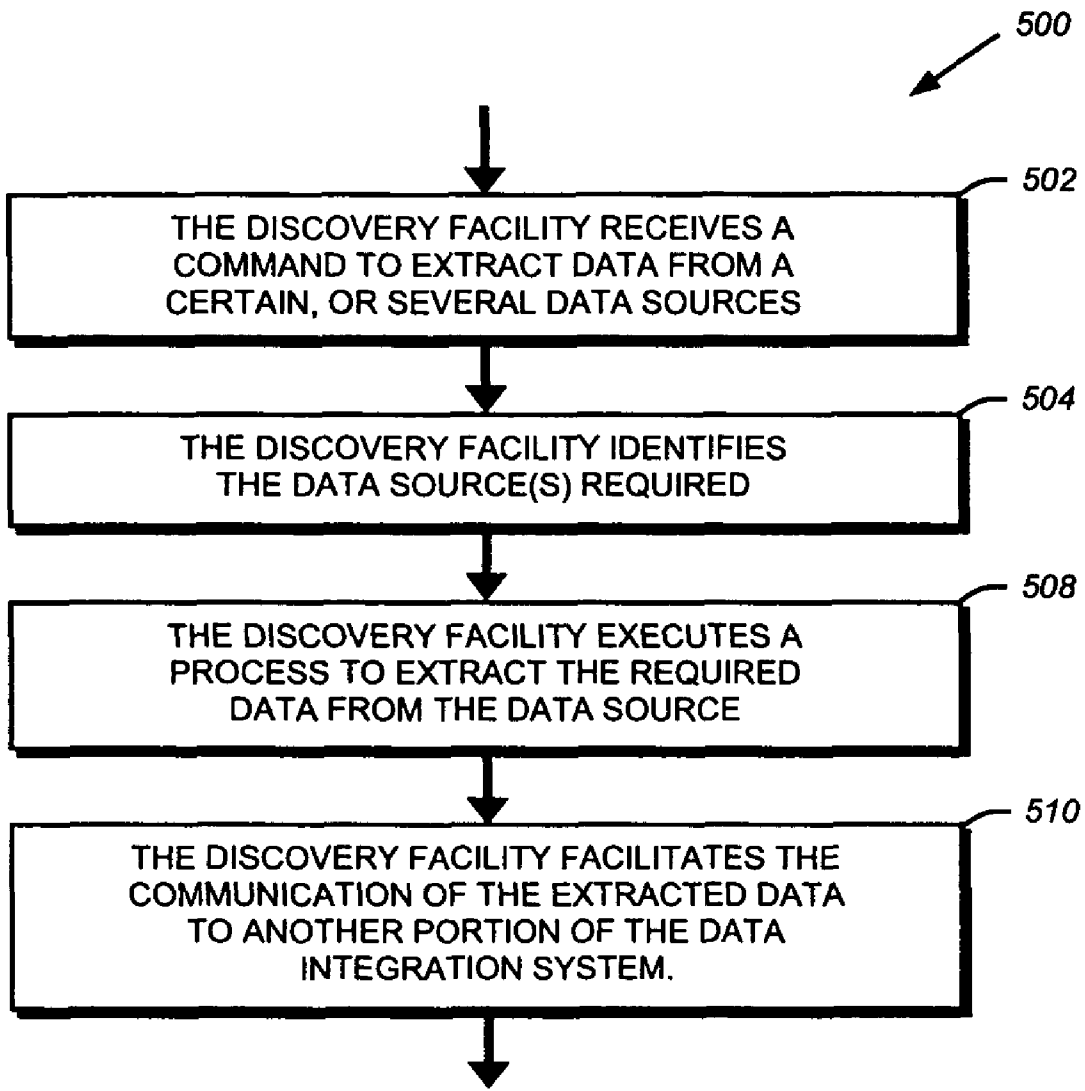 500
502
THE DISCOVERY FACILITY RECEIVES A
COMMAND TO EXTRACT DATA FROM A
CERTAIN, OR SEVERAL DATA SOURCES
504
THE DISCOVERY FACILITY IDENTIFIES
THE DATA SOURCE(S) REQUIRED
508
THE DISCOVERY FACILITY EXECUTES A
PROCESS TO EXTRACT THE REQUIRED
DATA FROM THE DATA SOURCE
510
THE DISCOVERY FACILITY FACILITATES THE
COMMUNICATION OF THE EXTRACTED DATA
TO ANOTHER PORTION OF THE DATA
INTEGRATION SYSTEM.